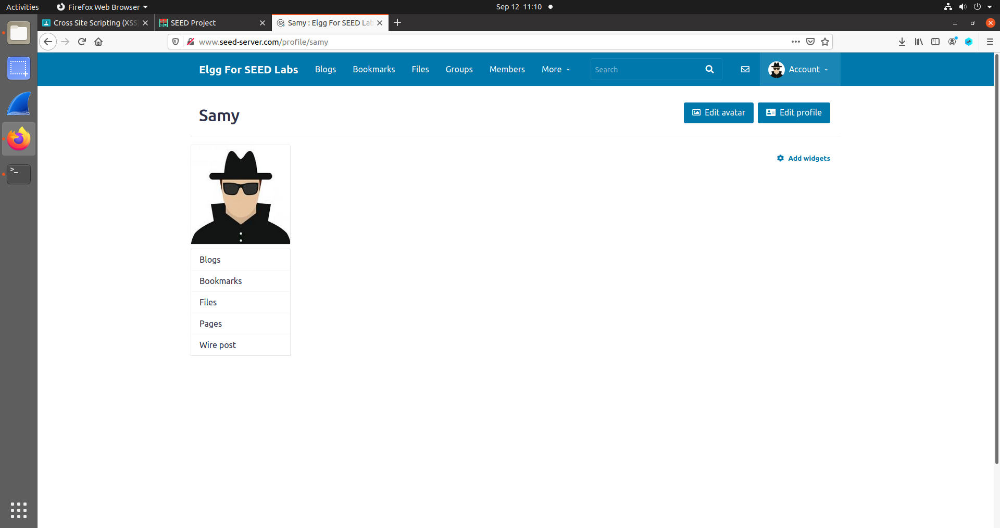 Activities
Firefox Web Browser
Sep 12 11:10
Cross Site Scripting (XSS)
SEED Project
Samy : Elgg For SEED Lab
www.seed-server.com/profile/samy
Elgg For SEED Labs
Blogs
Bookmarks
Files
Groups
Members
More
Search
Account
Samy
Edit avatar
Edit profile
Add widgets
Blogs
Bookmarks
Files
Pages
Wire post